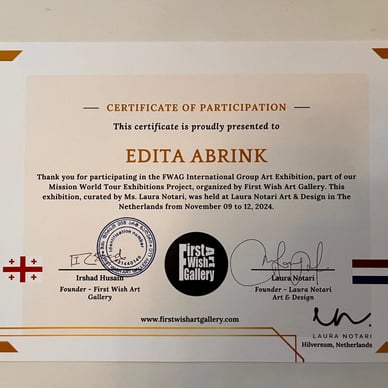 CERTIFICATE OF PARTICIPATION
This certificate is proudly presented to
EDITA ABRINK
Thank you for participating in the FWAG International Group Art Exhibition, part of our
Mission World Tour Exhibitions Project, organized by First Wish Art Gallery. This
exhibition, curated by Ms. Laura Notari, was held at Laura Notari Art & Design in The
Netherlands from November 09 to 12, 2024.
identification number
First
Wish
Art
Gallery
Irshad Husain
Founder - First Wish Art
Gallery
Laura Notari
Founder - Laura Notari
Art & Design
www.firstwishartgallery.com
LAURA NOTARI
Hilversum, Netherlands